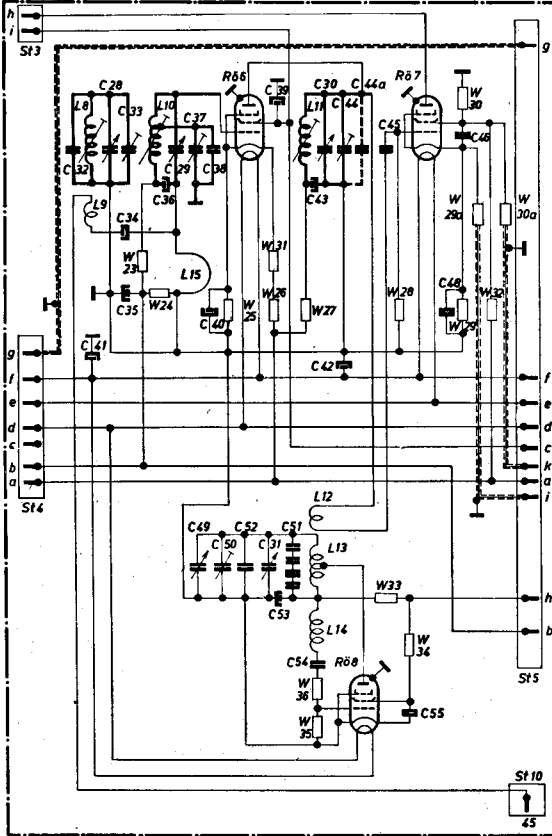 h
i
St3
g
L8
C28
C33
C32
L10
C37
C29
C38
C36
Rö6
C39
L11
C30
C44
C44a
C43
C45
Rö7
W30
C46
W29a
W30a
L9
C34
W23
L15
C35
W24
C40
W25
W31
W26
W27
W28
C48
W29
W32
C41
C42
g
f
e
d
c
b
a
St4
f
e
d
c
k
a
i
L12
C49
C50
C52
C31
C51
L13
C53
L14
W33
h
b
St5
W34
C54
W36
W35
Rö8
C55
St10
45